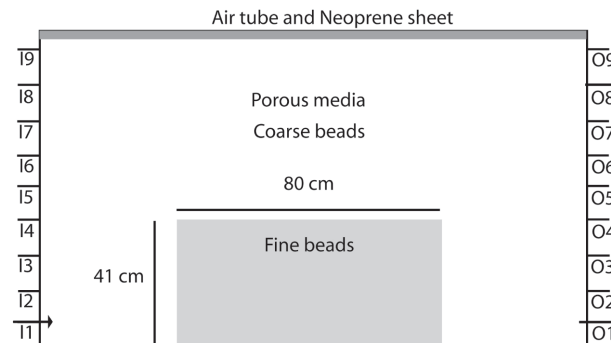 Air tube and Neoprene sheet
I9
O9
I8
Porous media
O8
I7
Coarse beads
O7
I6
O6
80 cm
I5
O5
I4
O4
Fine beads
I3
O3
41 cm
I2
O2
I1
O1